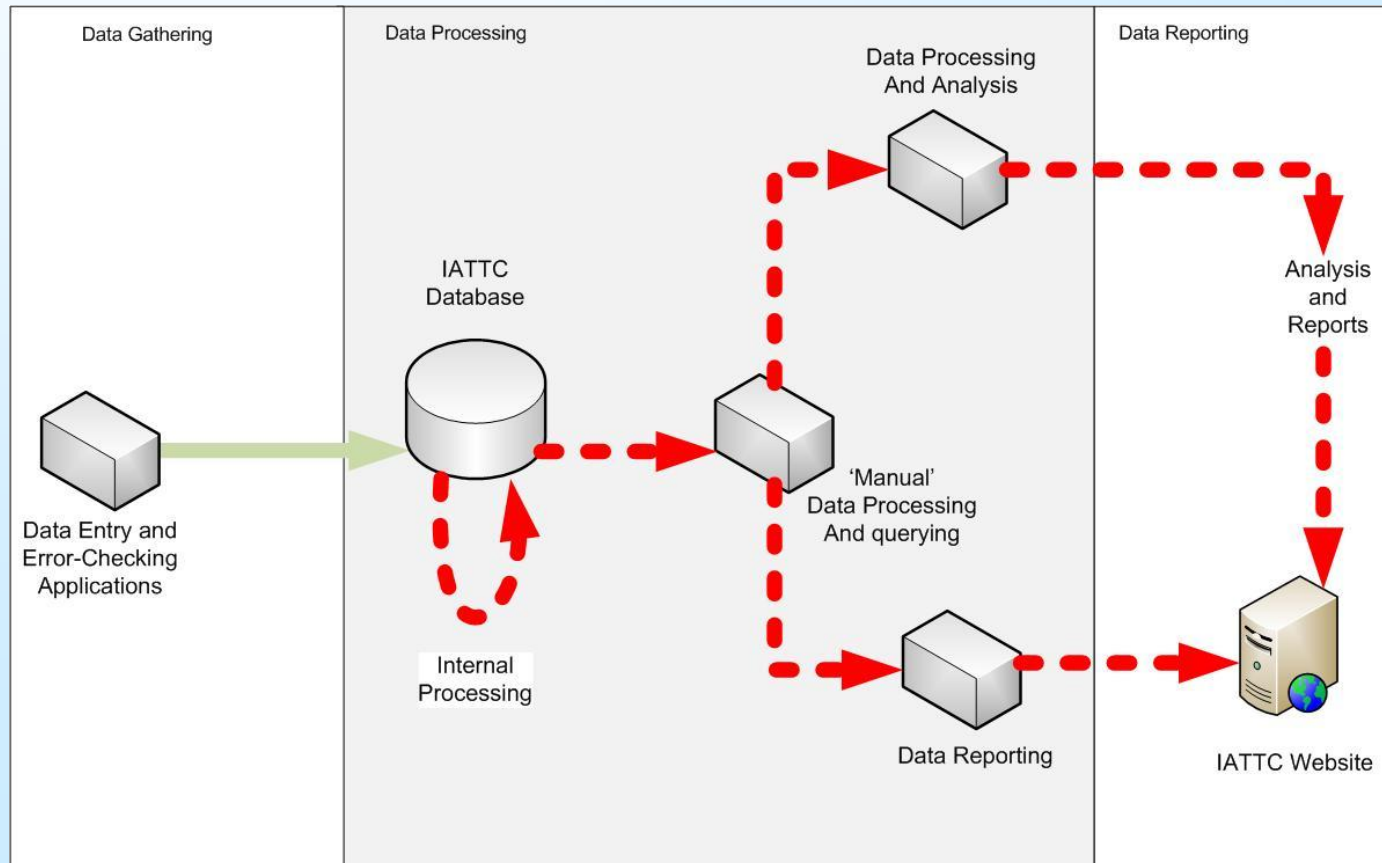 Data Gathering
Data Processing
Data Reporting
Data Processing
And Analysis
IATTC
Database
Analysis
and
Reports
'Manual'
Data Processing
And querying
Data Entry and
Error-Checking
Applications
Internal
Processing
Data Reporting
IATTC Website